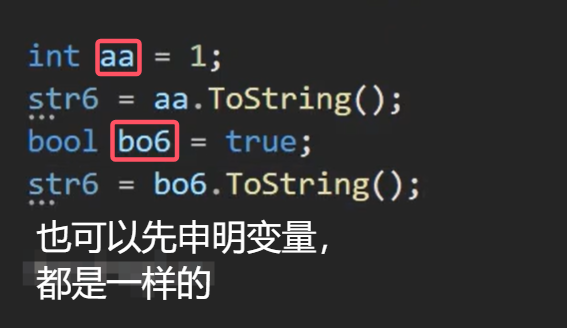 int aa = 1;
str6 = aa.ToString();
bool bo6 = true;
str6 = bo6.ToString();
也可以先申明变量，
都是一样的